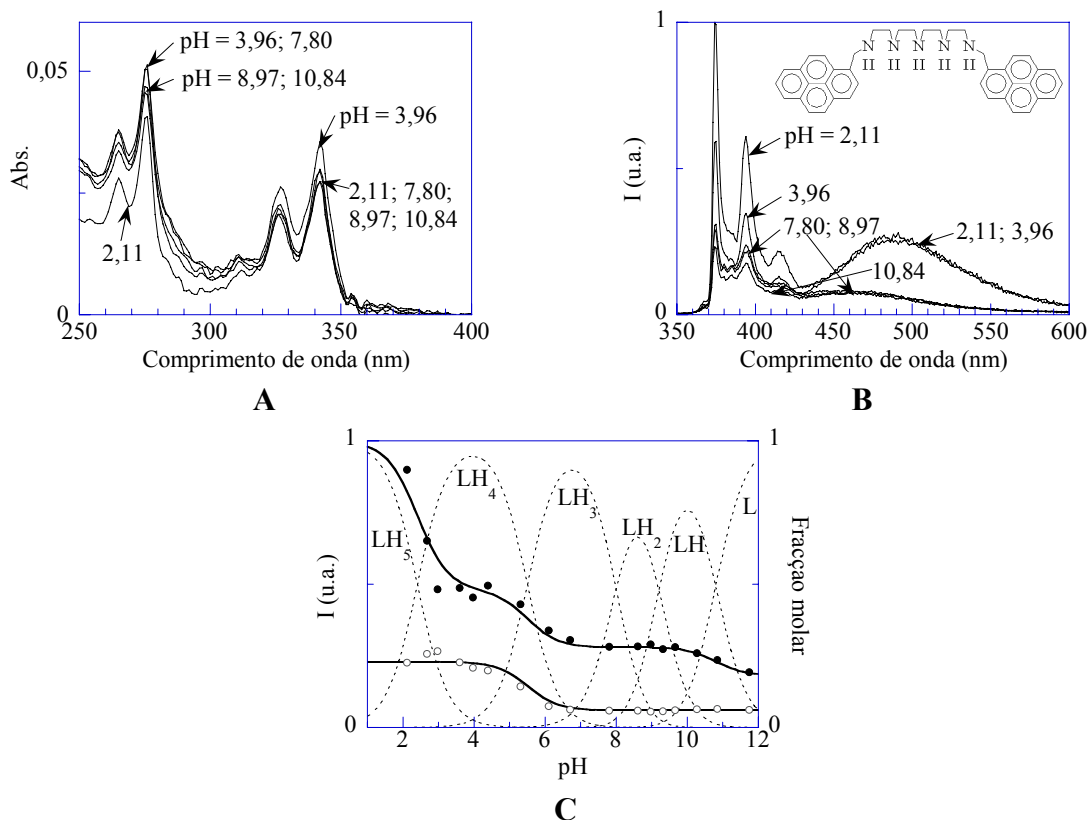 pH = 3,96; 7,80
0,05
pH = 8,97; 10,84
pH = 3,96
Abs.
2,11; 7,80;
8,97; 10,84
2,11
0
250
300
350
400
Comprimento de onda (nm)
A
1
N N N N N
H H H H H
pH = 2,11
I (u.a.)
3,96
7,80; 8,97
2,11; 3,96
10,84
0
350
400
450
500
550
600
Comprimento de onda (nm)
B
1
1
LH4
LH3
LH5
LH2
LH
L
I (u.a.)
Fracçao molar
0
0
2
4
6
8
10
12
pH
C